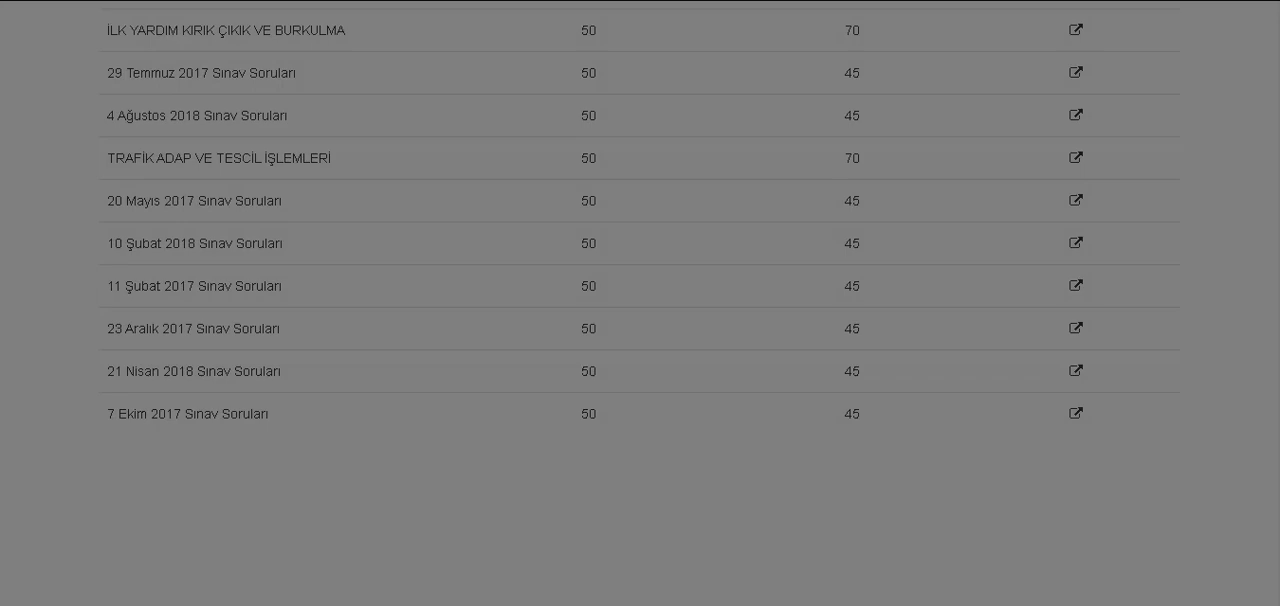 İLK YARDIM KIRIK ÇIKIK VE BURKULMA 50 70
29 Temmuz 2017 Sınav Soruları 50 45
4 Ağustos 2018 Sınav Soruları 50 45
TRAFİK ADAP VE TESCİL İŞLEMLERİ 50 70
20 Mayıs 2017 Sınav Soruları 50 45
10 Şubat 2018 Sınav Soruları 50 45
11 Şubat 2017 Sınav Soruları 50 45
23 Aralık 2017 Sınav Soruları 50 45
21 Nisan 2018 Sınav Soruları 50 45
7 Ekim 2017 Sınav Soruları 50 45